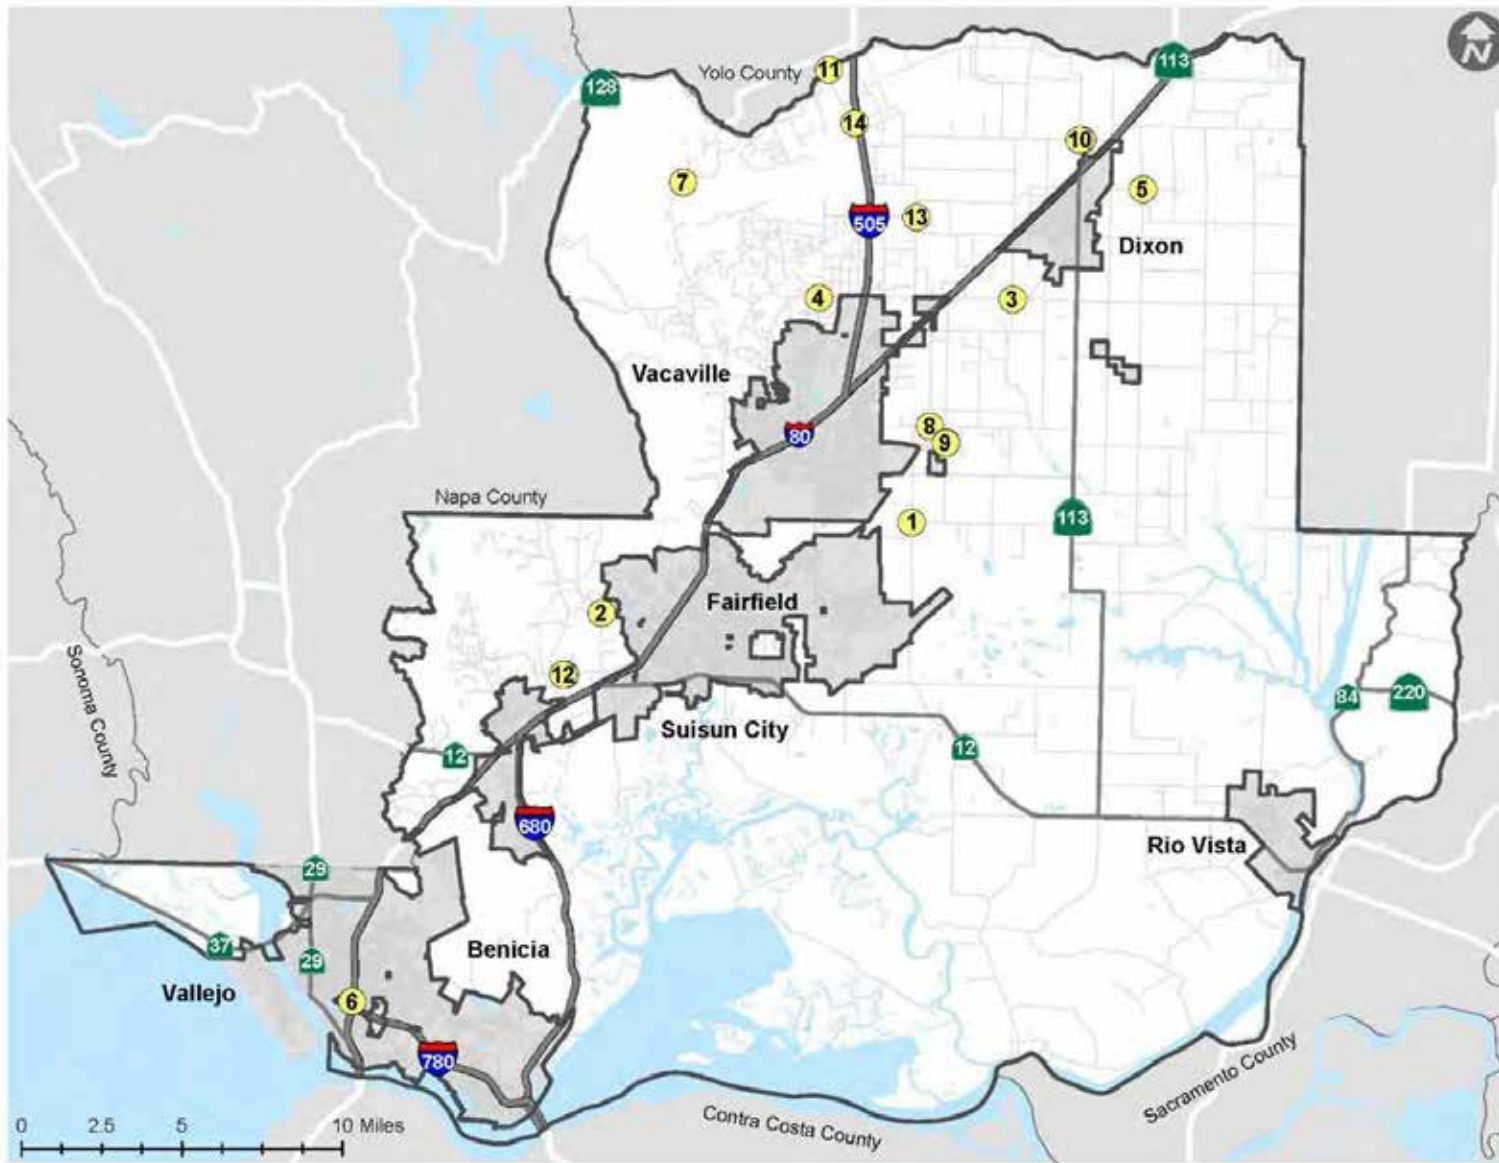 N
113
Yolo County
11
128
14
10
7
5
505
13
Dixon
4
3
Vacaville
8
80
9
Napa County
113
1
Fairfield
2
12
Sonoma County
84
220
Suisun City
12
12
680
Rio Vista
29
37
Benicia
29
Vallejo
6
780
Sacramento County
Contra Costa County
0 2.5 5 10 Miles